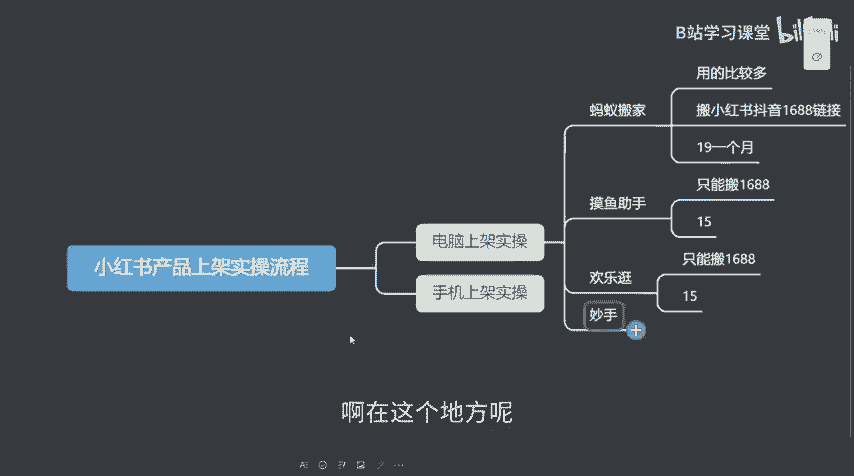 B站学习课堂
用的比较多
蚂蚁搬家
搬小红书抖音1688链接
19一个月
只能搬1688
摸鱼助手
15
电脑上架实操
小红书产品上架实操流程
只能搬1688
手机上架实操
欢乐逛
15
妙手
啊在这个地方呢